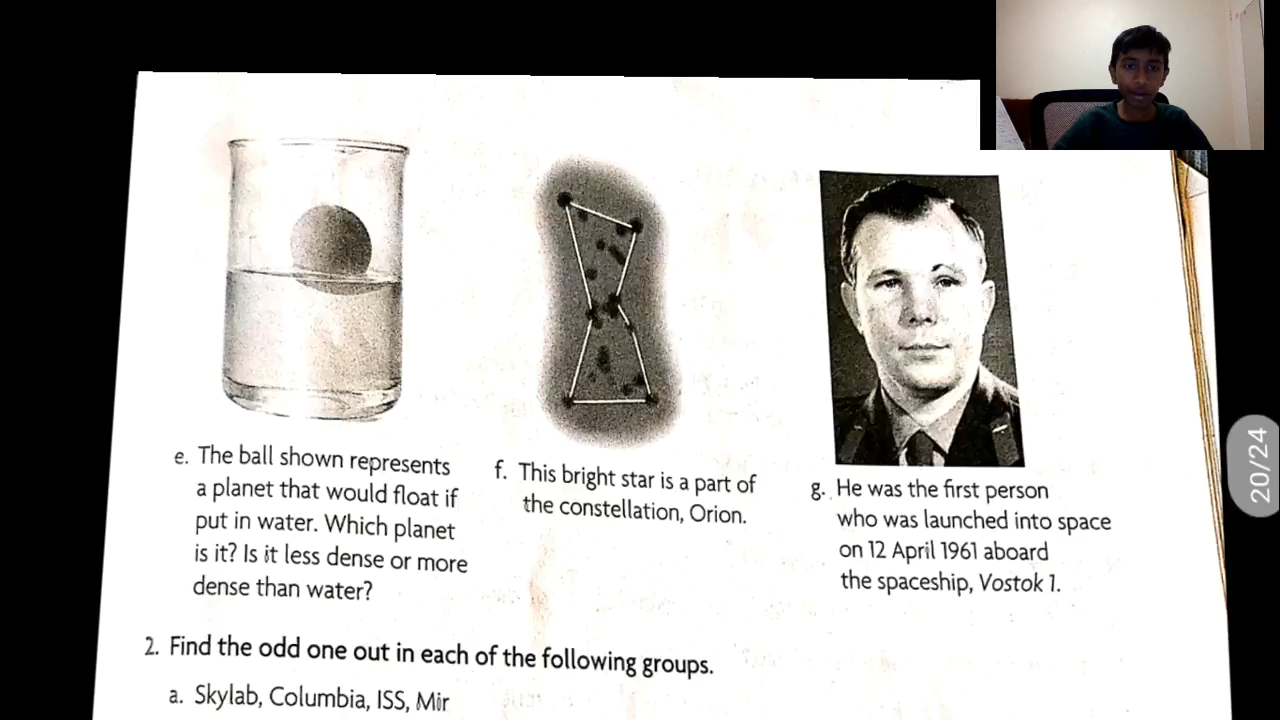 e. The ball shown represents
a planet that would float if
put in water. Which planet
is it? Is it less dense or more
dense than water?
f. This bright star is a part of
the constellation, Orion.
g. He was the first person
who was launched into space
on 12 April 1961 aboard
the spaceship, Vostok 1.
2. Find the odd one out in each of the following groups.
a. Skylab, Columbia, ISS, Mir
20/24